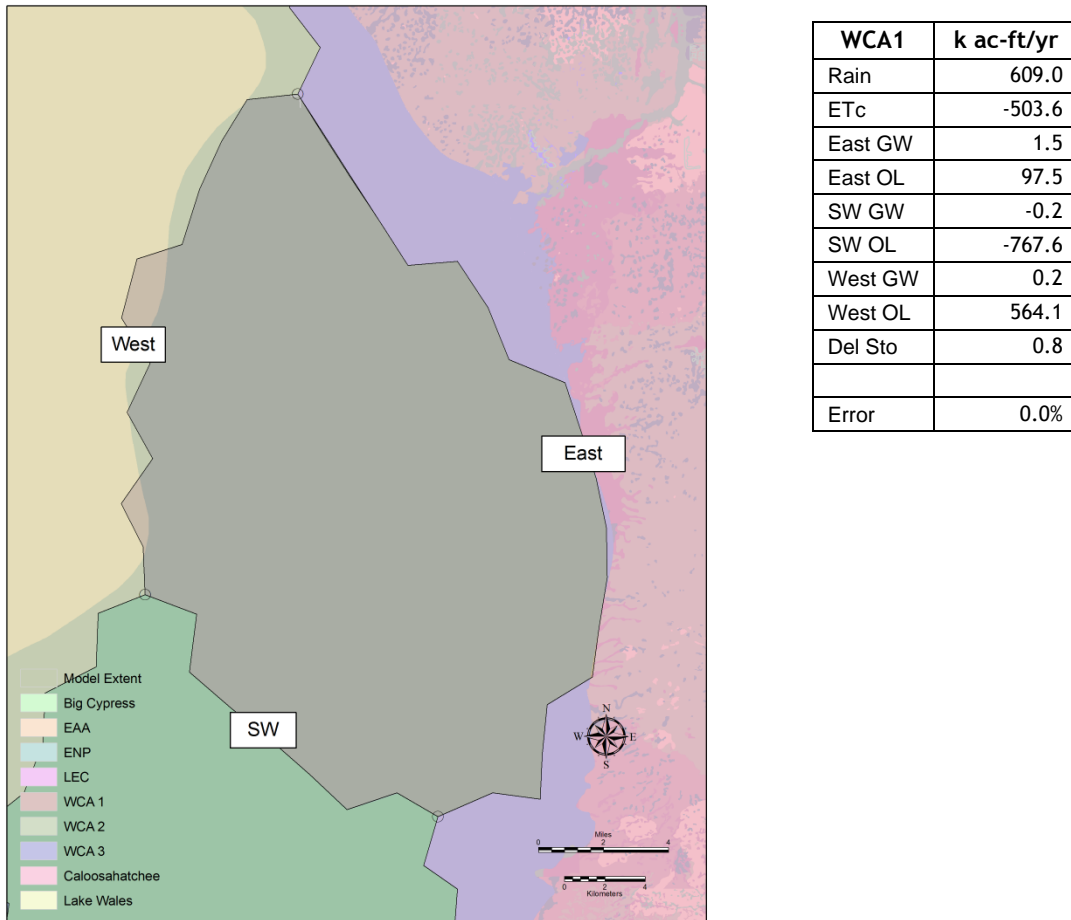 West
East
SW
Model Extent
Big Cypress
EAA
ENP
LEC
WCA 1
WCA 2
WCA 3
Caloosahatchee
Lake Wales
N
W E
S
Miles
0 2 4
0 2 4
Kilometers
WCA1 k ac-ft/yr
Rain 609.0
ETc -503.6
East GW 1.5
East OL 97.5
SW GW -0.2
SW OL -767.6
West GW 0.2
West OL 564.1
Del Sto 0.8
Error 0.0%